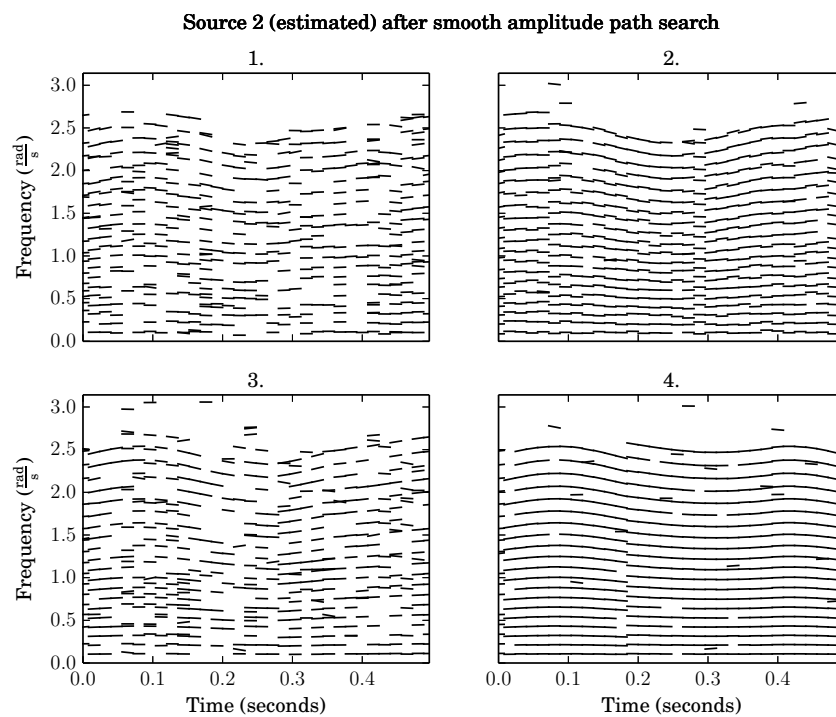 Source 2 (estimated) after smooth amplitude path search
1.
2.
3.0
2.5
2.0
1.5
1.0
0.5
0.0
Frequency (rad/s)
3.
4.
3.0
2.5
2.0
1.5
1.0
0.5
0.0
Frequency (rad/s)
0.0 0.1 0.2 0.3 0.4
0.0 0.1 0.2 0.3 0.4
Time (seconds)
Time (seconds)